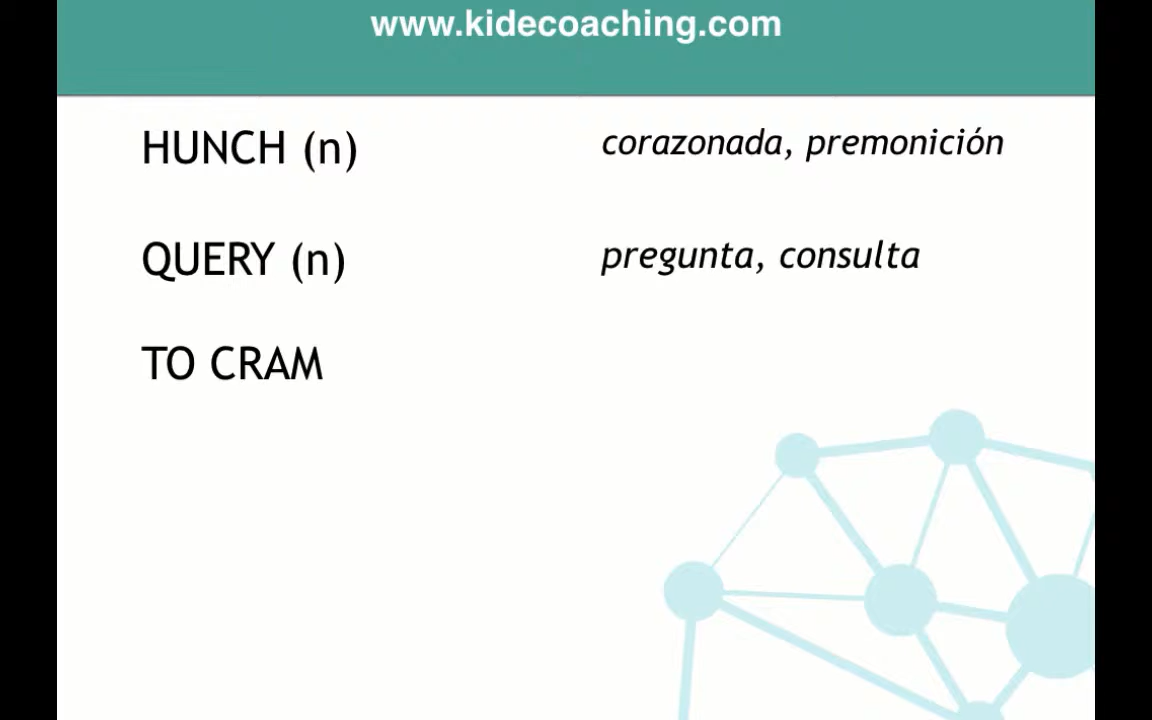 www.kidecoaching.com
HUNCH (n) corazonada, premonición
QUERY (n) pregunta, consulta
TO CRAM